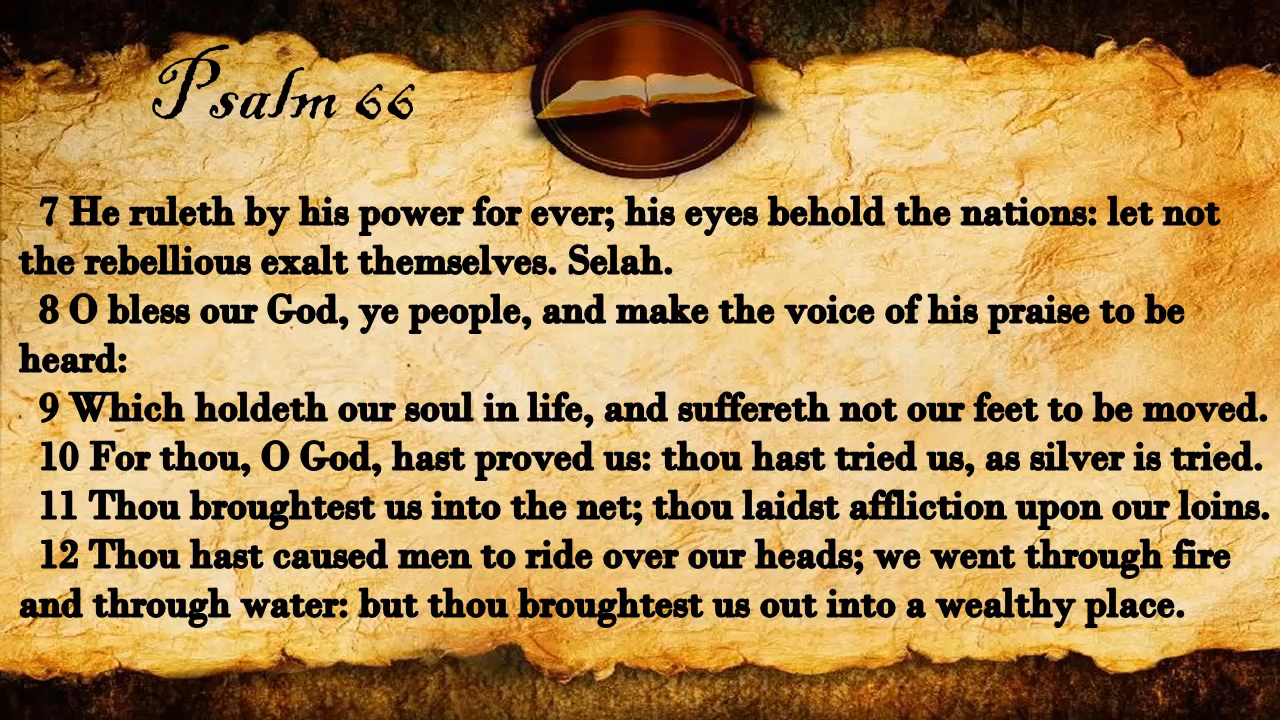 Psalm 66
7 He ruleth by his power for ever; his eyes behold the nations: let not
the rebellious exalt themselves. Selah.
8 O bless our God, ye people, and make the voice of his praise to be
heard:
9 Which holdeth our soul in life, and suffereth not our feet to be moved.
10 For thou, O God, hast proved us: thou hast tried us, as silver is tried.
11 Thou broughtest us into the net; thou laidst affliction upon our loins.
12 Thou hast caused men to ride over our heads; we went through fire
and through water: but thou broughtest us out into a wealthy place.